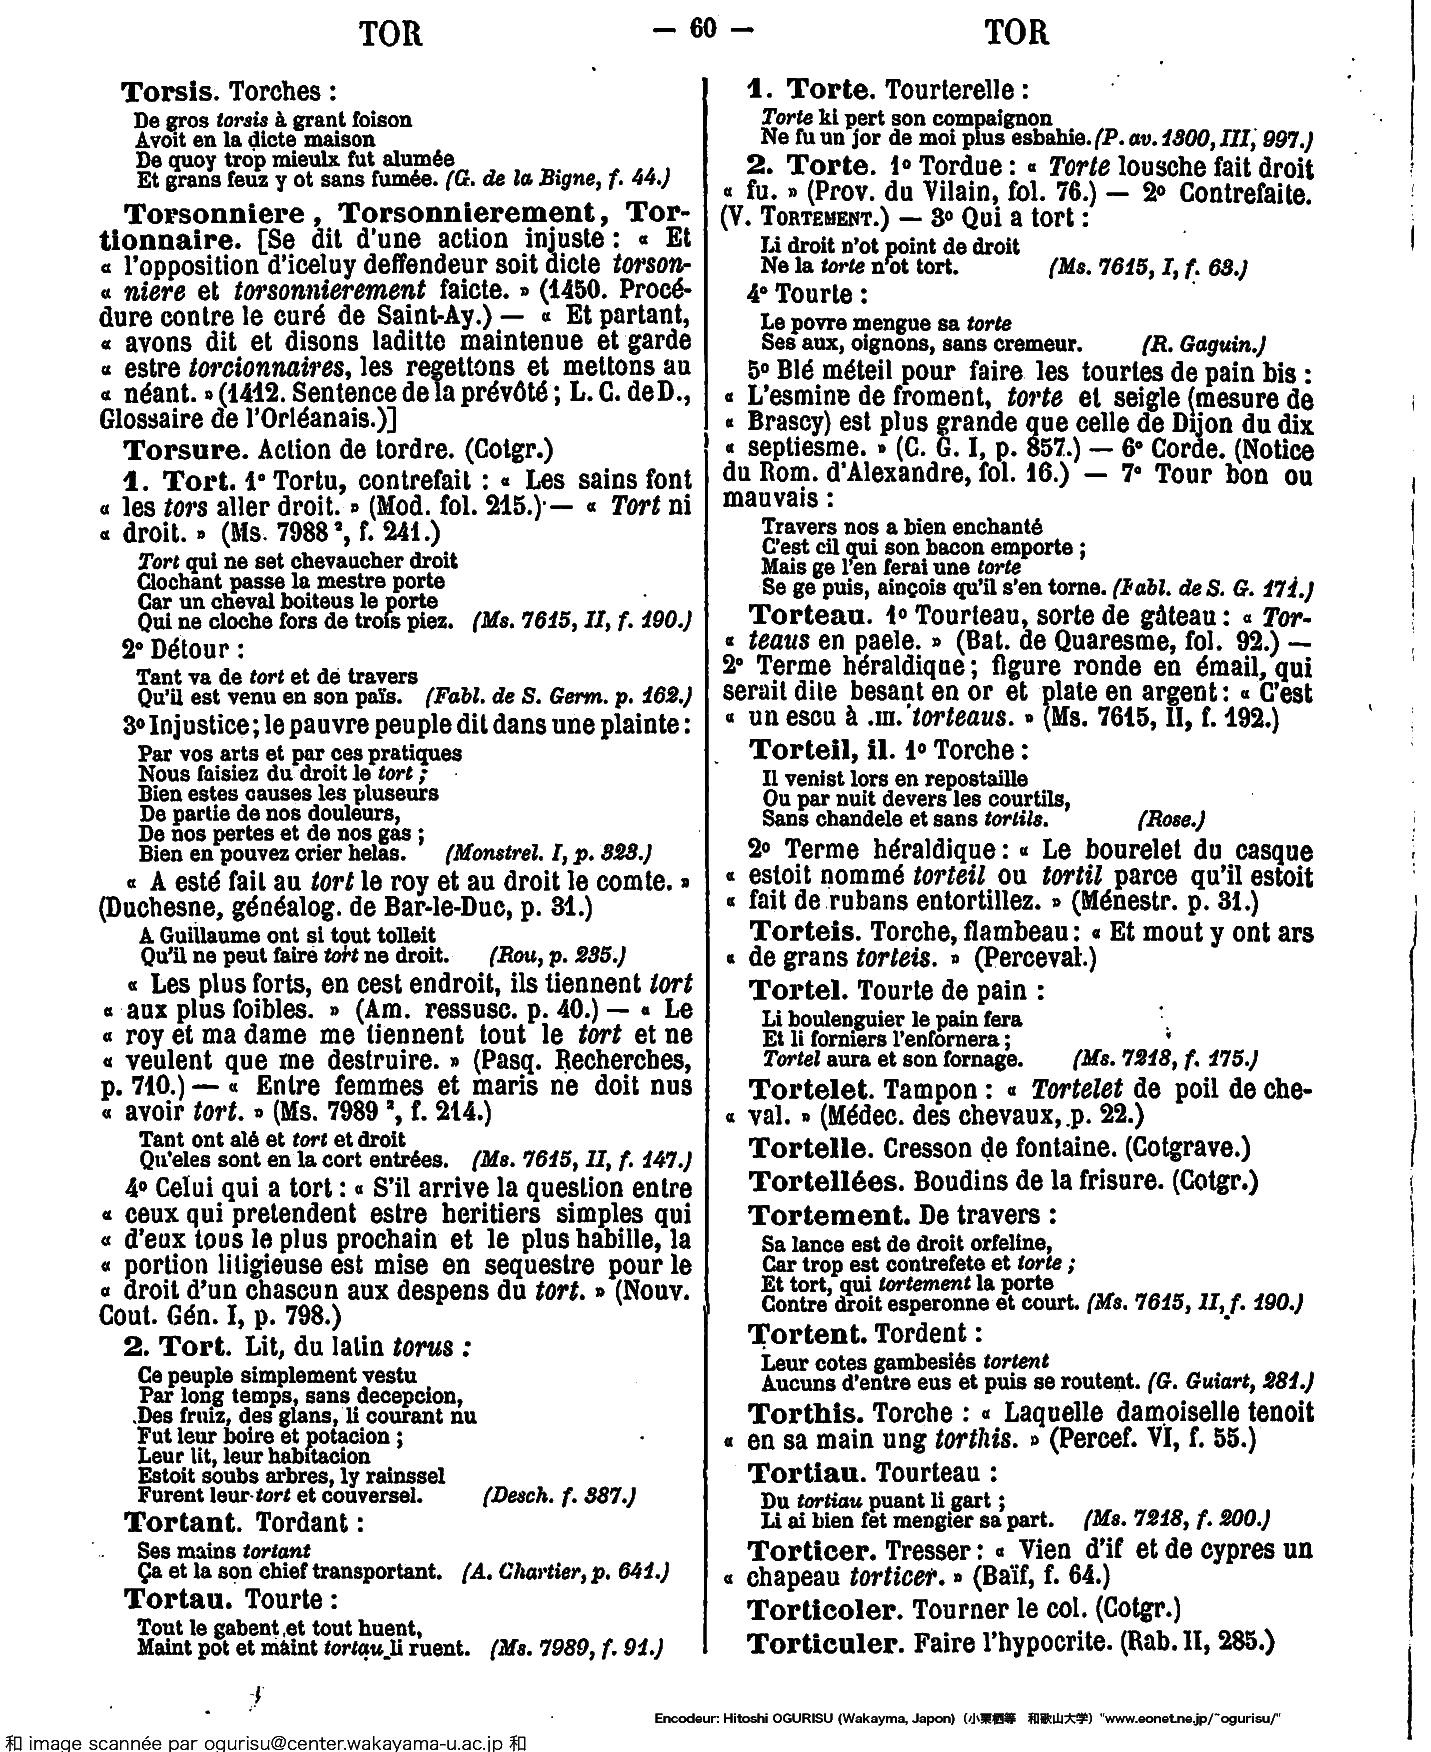 TOR
— 60 —
TOR
Torsis. Torches :
De gros torsis à grant foison
Avoit en la dicte maison
De quoy trop mieulx fut alumée
Et grans feuz y ot sans fumée. (G. de la Bigne, f. 44.)
Torsonniere, Torsonnierement, Tor-
tionnaire. [Se dit d'une action injuste : « Et
« l'opposition d'iceluy deffendeur soit dicte torson-
« niere et torsonnierement faicte. » (1450. Procé-
dure contre le curé de Saint-Ay.) — « Et partant,
« avons dit et disons laditte maintenue et garde
« estre torcionnaires, les regettons et mettons au
« néant. » (1412. Sentence de la prévôté ; L. C. de D.,
Glossaire de l'Orléanais.)]
Torsure. Action de tordre. (Cotgr.)
1. Tort. 1° Tortu, contrefait : « Les sains font
« les tors aller droit. » (Mod. fol. 215.) — « Tort ni
« droit. » (Ms. 7988 ², f. 241.)
Tort qui ne set chevaucher droit
Clochant passe la mestre porte
Car un cheval boiteus le porte
Qui ne cloche fors de trois piez. (Ms. 7615, II, f. 190.)
2° Détour :
Tant va de tort et de travers
Qu'il est venu en son païs. (Fabl. de S. Germ. p. 162.)
3° Injustice ; le pauvre peuple dit dans une plainte :
Par vos arts et par ces pratiques
Nous faisiez du droit le tort ;
Bien estes causes les pluseurs
De partie de nos douleurs,
De nos pertes et de nos gas ;
Bien en pouvez crier helas. (Monstrel. I, p. 323.)
« A esté fait au tort le roy et au droit le comte. »
(Duchesne, généalog. de Bar-le-Duc, p. 31.)
A Guillaume ont si tout tolleit
Qu'il ne peut faire tort ne droit. (Rou, p. 235.)
« Les plus forts, en cest endroit, ils tiennent tort
« aux plus foibles. » (Am. ressusc. p. 40.) — « Le
« roy et ma dame me tiennent tout le tort et ne
« veulent que me destruire. » (Pasq. Recherches,
p. 710.) — « Entre femmes et maris ne doit nus
« avoir tort. » (Ms. 7989 ², f. 214.)
Tant ont alé et tort et droit
Qu'eles sont en la cort entrées. (Ms. 7615, II, f. 147.)
4° Celui qui a tort : « S'il arrive la question entre
« ceux qui pretendent estre heritiers simples qui
« d'eux tous le plus prochain et le plus habille, la
« portion litigieuse est mise en sequestre pour le
« droit d'un chascun aux despens du tort. » (Nouv.
Cout. Gén. I, p. 798.)
2. Tort. Lit, du latin torus :
Ce peuple simplement vestu
Par long temps, sans decepcion,
Des fruiz, des glans, li courant nu
Fut leur boire et potacion ;
Leur lit, leur habitacion
Estoit soubs arbres, ly rainssel
Furent leur tort et couversel. (Desch. f. 387.)
Tortant. Tordant :
Ses mains tortant
Ça et la son chief transportant. (A. Chartier, p. 641.)
Tortau. Tourte :
Tout le gabent et tout huent,
Maint pot et maint tortau li ruent. (Ms. 7989, f. 91.)
1. Torte. Tourterelle :
Torte ki pert son compaignon
Ne fu un jor de moi plus esbahie. (P. av. 1300, III, 997.)
2. Torte. 1° Tordue : « Torte lousche fait droit
« fu. » (Prov. du Vilain, fol. 76.) — 2° Contrefaite.
(V. TORTEMENT.) — 3° Qui a tort :
Li droit n'ot point de droit
Ne la torte n'ot tort. (Ms. 7615, I, f. 63.)
4° Tourte :
Le povre mengue sa torte
Ses aux, oignons, sans cremeur. (R. Gaguin.)
5° Blé méteil pour faire les tourtes de pain bis :
« L'esmine de froment, torte et seigle (mesure de
« Brascy) est plus grande que celle de Dijon du dix
« septiesme. » (C. G. I, p. 857.) — 6° Corde. (Notice
du Rom. d'Alexandre, fol. 16.) — 7° Tour bon ou
mauvais :
Travers nos a bien enchanté
C'est cil qui son bacon emporte ;
Mais ge l'en ferai une torte
Se ge puis, ainçois qu'il s'en torne. (Fabl. de S. G. 171.)
Torteau. 1° Tourteau, sorte de gâteau : « Tor-
« teaus en paele. » (Bat. de Quaresme, fol. 92.) —
2° Terme héraldique ; figure ronde en émail, qui
serait dite besant en or et plate en argent : « C'est
« un escu à .III. torteaus. » (Ms. 7615, II, f. 192.)
Torteil, il. 1° Torche :
Il venist lors en repostaille
Ou par nuit devers les courtils,
Sans chandele et sans tortils. (Rose.)
2° Terme héraldique : « Le bourelet du casque
« estoit nommé torteil ou tortil parce qu'il estoit
« fait de rubans entortillez. » (Ménestr. p. 31.)
Torteis. Torche, flambeau : « Et mout y ont ars
« de grans torteis. » (Perceval.)
Tortel. Tourte de pain :
Li boulenguier le pain fera
Et li forniers l'enfornera ;
Tortel aura et son fornage. (Ms. 7218, f. 175.)
Tortelet. Tampon : « Tortelet de poil de che-
« val. » (Médec. des chevaux, p. 22.)
Tortelle. Cresson de fontaine. (Cotgrave.)
Tortellées. Boudins de la frisure. (Cotgr.)
Tortement. De travers :
Sa lance est de droit orfeline,
Car trop est contrefete et torte ;
Et tort, qui tortement la porte
Contre droit esperonne et court. (Ms. 7615, II, f. 190.)
Tortent. Tordent :
Leur cotes gambesiés tortent
Aucuns d'entre eus et puis se routent. (G. Guiart, 281.)
Torthis. Torche : « Laquelle damoiselle tenoit
« en sa main ung torthis. » (Percef. VI, f. 55.)
Tortiau. Tourteau :
Du tortiau puant li gart ;
Li ai bien fet mengier sa part. (Ms. 7218, f. 200.)
Torticer. Tresser : « Vien d'if et de cypres un
« chapeau torticer. » (Baïf, f. 64.)
Torticoler. Tourner le col. (Cotgr.)
Torticuler. Faire l'hypocrite. (Rab. II, 285.)
Encodeur: Hitoshi OGURISU (Wakayma, Japon) (小栗栖等 和歌山大学) "www.eonet.ne.jp/~ogurisu/"
和 image scannée par ogurisu@center.wakayama-u.ac.jp 和